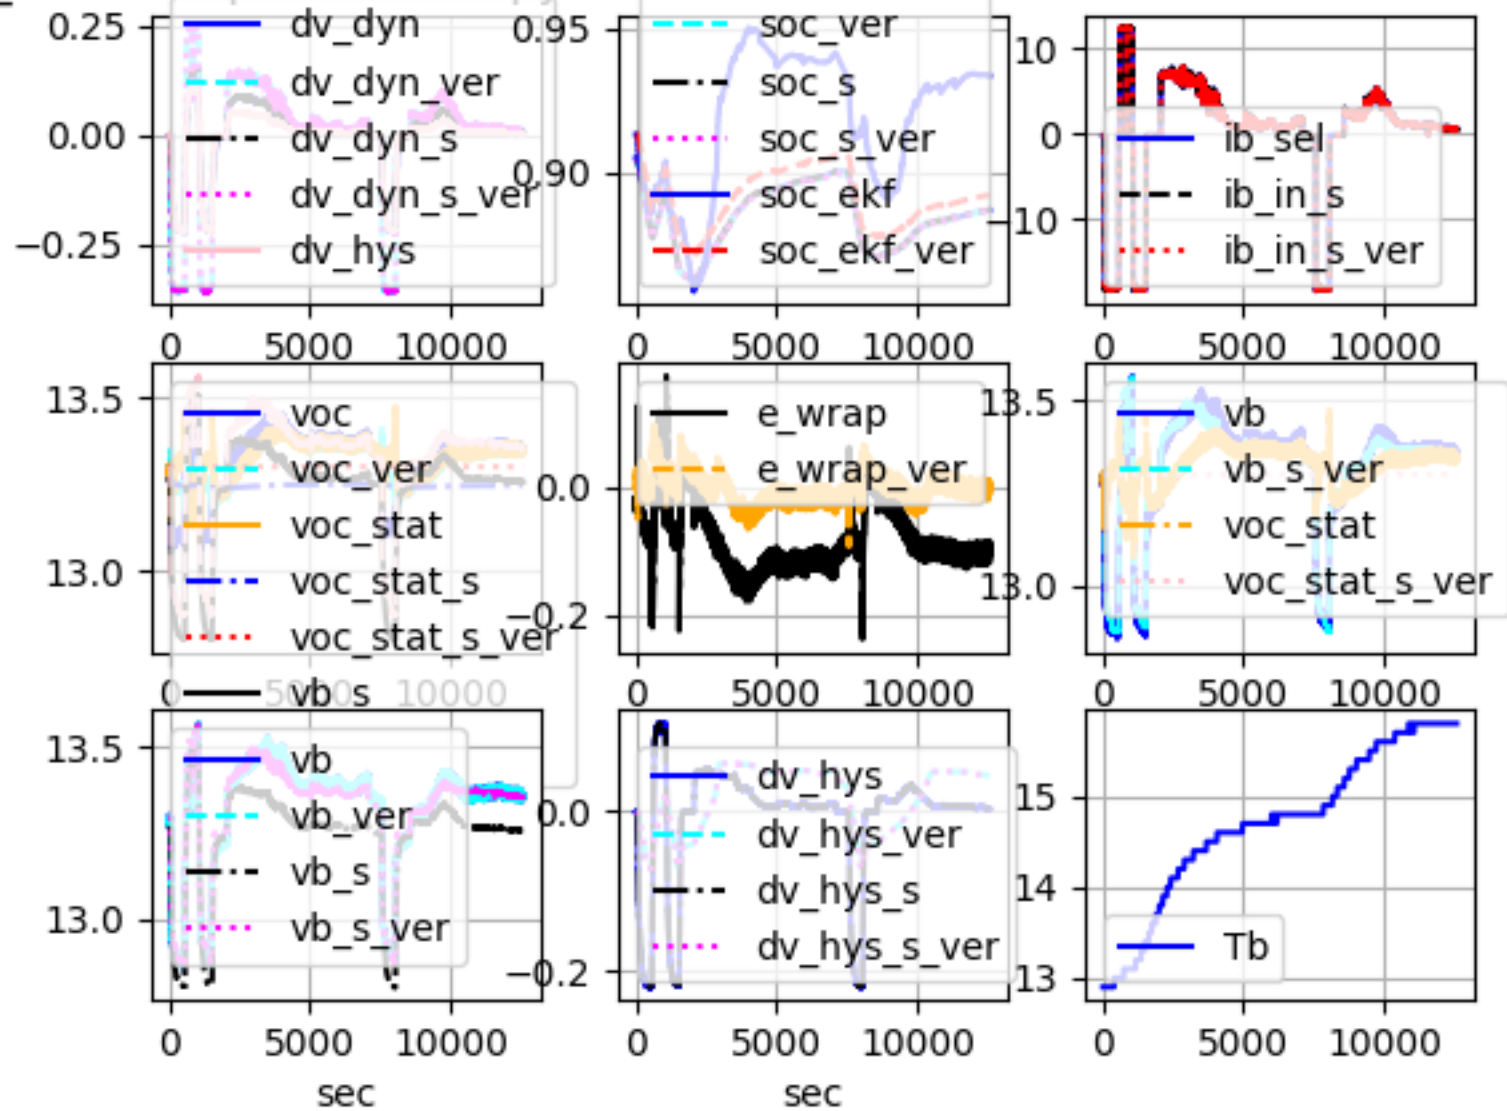 0.25
0.00
−0.25
dv_dyn
dv_dyn_ver
dv_dyn_s
dv_dyn_s_ver
dv_hys
0 5000 10000
0.95
0.90
soc_ver
soc_s
soc_s_ver
soc_ekf
soc_ekf_ver
0 5000 10000
10
0
10
ib_sel
ib_in_s
ib_in_s_ver
0 5000 10000
13.5
13.0
voc
voc_ver
voc_stat
voc_stat_s
voc_stat_s_ver
vb_s
0 5000 10000
0.0
−0.2
e_wrap
e_wrap_ver
0 5000 10000
13.5
13.0
vb
vb_s_ver
voc_stat
voc_stat_s_ver
0 5000 10000
13.5
13.0
vb
vb_ver
vb_s
vb_s_ver
0 5000 10000
sec
0.0
−0.2
dv_hys
dv_hys_ver
dv_hys_s
dv_hys_s_ver
0 5000 10000
sec
15
14
13
Tb
0 5000 10000